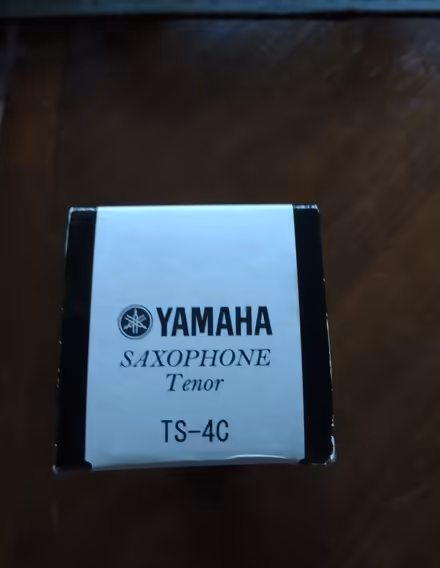 YAMAHA
SAXOPHONE
Tenor
TS-4C